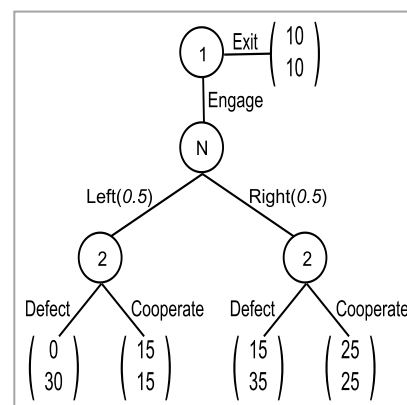 1 Exit 10
10
Engage
N
Left(0.5) Right(0.5)
2 2
Defect Cooperate Defect Cooperate
0 15 15 25
30 15 35 25